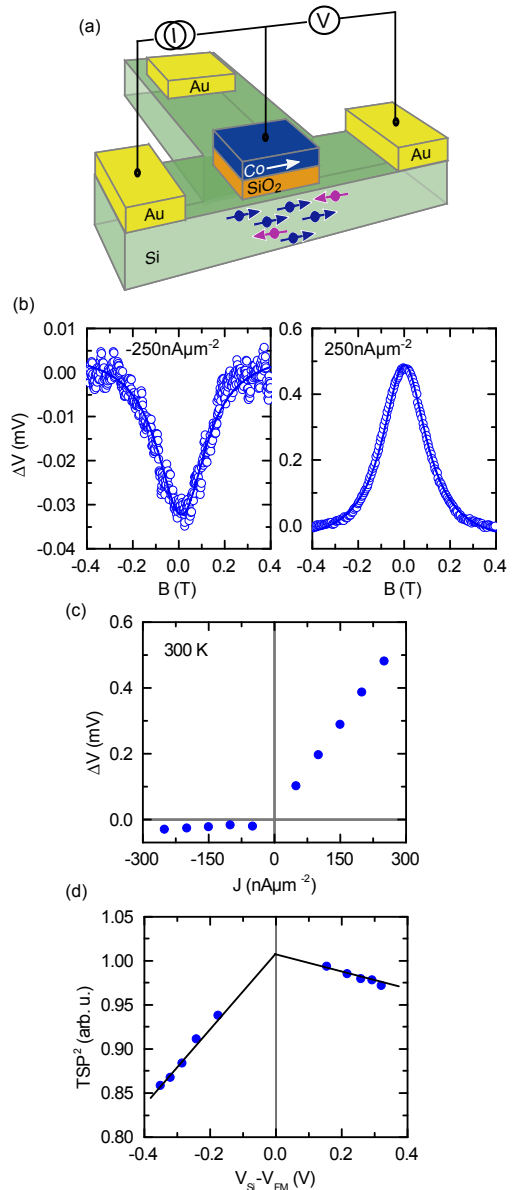 (a)
I
V
Au
Co
SiO₂
Au
Au
Si
(b)
0.01
-250nAµm⁻²
0.00
-0.01
-0.02
-0.03
-0.04
ΔV (mV)
-0.4 -0.2 0.0 0.2 0.4
B (T)
0.6
250nAµm⁻²
0.4
0.2
0.0
-0.4 -0.2 0.0 0.2 0.4
B (T)
(c)
0.6
300 K
0.4
0.2
0.0
ΔV (mV)
-300 -150 0 150 300
J (nAµm⁻²)
(d)
1.05
1.00
0.95
0.90
0.85
0.80
TSP² (arb. u.)
-0.4 -0.2 0.0 0.2 0.4
V_Si-V_FM (V)